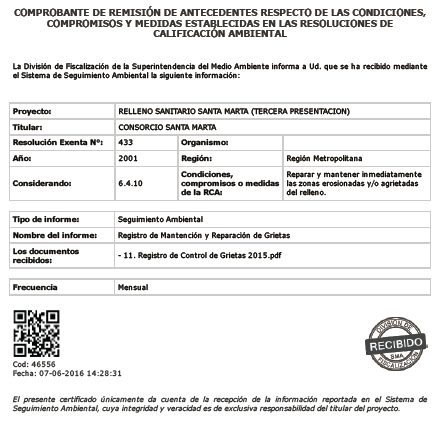 COMPROBANTE DE REMISIÓN DE ANTECEDENTES RESPECTO DE LAS CONDICIONES,
COMPROMISOS Y MEDIDAS ESTABLECIDAS EN LAS RESOLUCIONES DE
CALIFICACIÓN AMBIENTAL
La División de Fiscalización de la Superintendencia del Medio Ambiente informa a Ud. que se ha recibido mediante
el Sistema de Seguimiento Ambiental la siguiente información:
Proyecto: RELLENO SANITARIO SANTA MARTA (TERCERA PRESENTACION)
Titular: CONSORCIO SANTA MARTA
Resolución Exenta N°: 433 Organismo:
Año: 2001 Región: Región Metropolitana
Considerando: 6.4.10 Condiciones, compromisos o medidas de la RCA: Reparar y mantener inmediatamente las zonas erosionadas y/o agrietadas del relleno.
Tipo de informe: Seguimiento Ambiental
Nombre del informe: Registro de Mantención y Reparación de Grietas
Los documentos recibidos: - 11. Registro de Control de Grietas 2015.pdf
Frecuencia Mensual
DIVISIÓN DE
RECIBIDO
SMA
FISCALIZACIÓN
Cod: 46556
Fecha: 07-06-2016 14:28:31
El presente certificado únicamente da cuenta de la recepción de la información reportada en el Sistema de
Seguimiento Ambiental, cuya integridad y veracidad es de exclusiva responsabilidad del titular del proyecto.